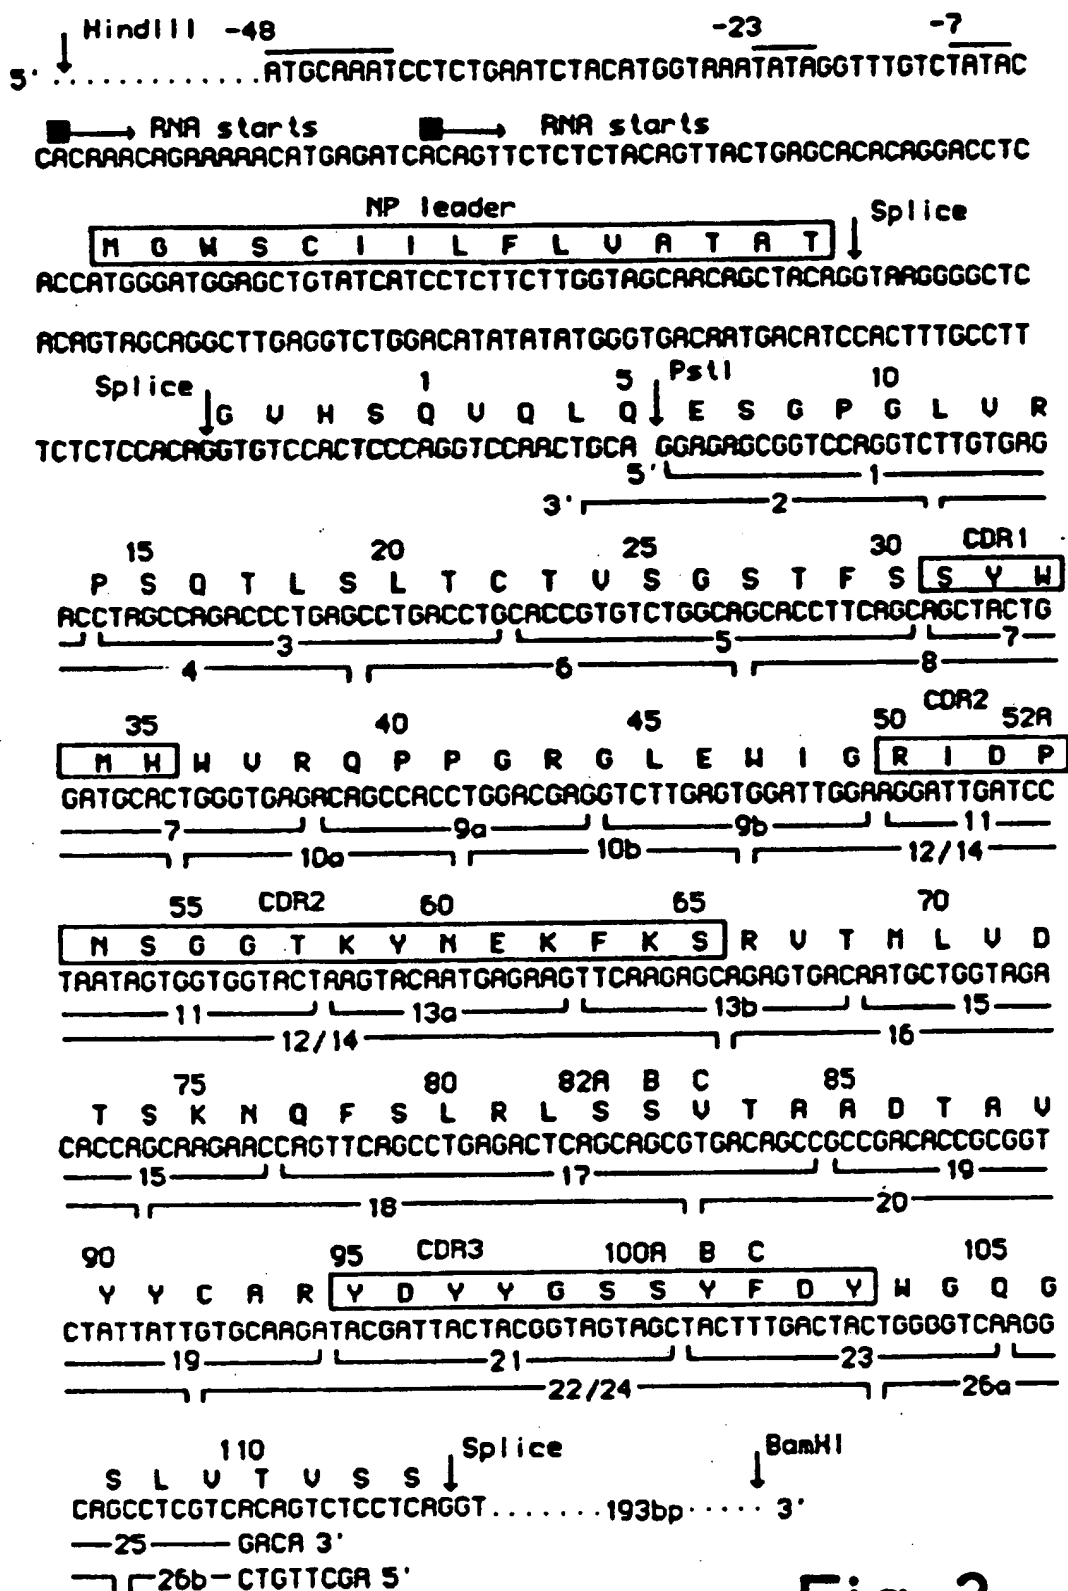 HindIII -48 -23 -7
5' .............ATGCAAATCCTCTGAATCTACATGGTAAATATAGGTTTGTCTATAC
RNA starts RNA starts
CACAAACAGAAAAACATGAGATCACAGTTCTCTCTACAGTTACTGAGCACACAGGACCTC
NP leader Splice
M G W S C I I L F L V A T A T
ACCATGGGATGGAGCTGTATCATCCTCTTCTTGGTAGCAACAGCTACAGGTAAGGGGCTC
ACAGTAGCAGGCTTGAGGTCTGGACATATATATGGGTGACAATGACATCCACTTTGCCTT
Splice 1 5 PstI 10
G V H S Q V Q L Q E S G P G L V R
TCTCTCCACAGGTGTCCACTCCCAGGTCCAACTGCA GGAGAGCGGTCCAGGTCTTGTGAG
5' 1
3' 2
15 20 25 30 CDR1
P S Q T L S L T C T V S G S T F S S Y W
ACCTAGCCAGACCCTGAGCCTGACCTGCACCGTGTCTGGCAGCACCTTCAGCAGCTACTG
3 5 7
4 6 8
35 40 45 50 CDR2 52A
M H W V R Q P P G R G L E W I G R I D P
GATGCACTGGGTGAGACAGCCACCTGGACGAGGTCTTGAGTGGATTGGAAGGATTGATCC
7 9a 9b 11
10a 10b 12/14
55 CDR2 60 65 70
N S G G T K Y N E K F K S R V T M L V D
TAATAGTGGTGGTACTAAGTACAATGAGAAGTTCAAGAGCAGAGTGACAATGCTGGTAGA
11 13a 13b 15
12/14 16
75 80 82A B C 85
T S K N Q F S L R L S S V T A A D T A V
CACCAGCAAGAACCAGTTCAGCCTGAGACTCAGCAGCGTGACAGCCGCCGACACCGCGGT
15 17 19
18 20
90 95 CDR3 100A B C 105
Y Y C A R Y D Y Y G S S Y F D Y W G Q G
CTATTATTGTGCAAGATACGATTACTACGGTAGTAGCTACTTTGACTACTGGGGTCAAGG
19 21 23
22/24 26a
110 Splice BamHI
S L V T V S S
CAGCCTCGTCACAGTCTCCTCAGGT.......193bp..... 3'
25 GACA 3'
26b CTGTTCGA 5'